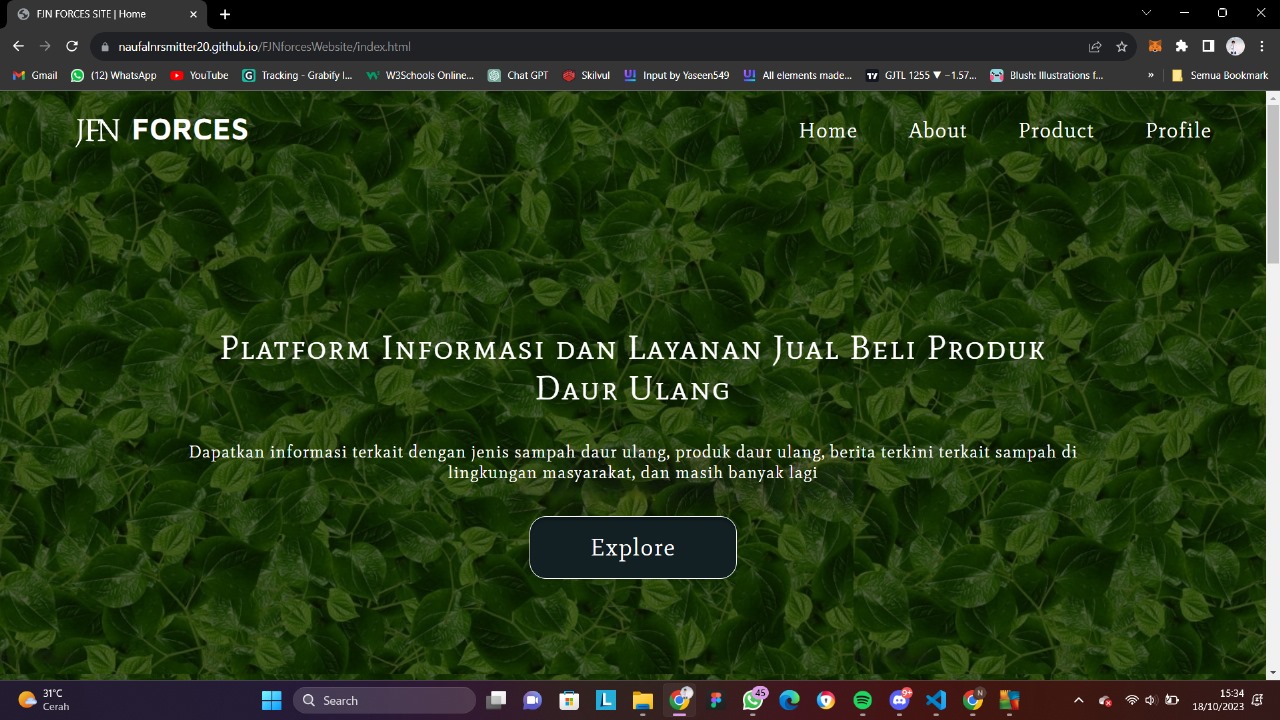 FJN FORCES SITE | Home
naufalnrsmitter20.github.io/FJNforcesWebsite/index.html
Gmail (12) WhatsApp YouTube Tracking - Grabify I... W3Schools Online... Chat GPT Skilvul Input by Yaseen549 All elements made... GJTL 1255 ▼ −1.57... Blush: Illustrations f... » Semua Bookmark
JFN FORCES
Home About Product Profile
Platform Informasi dan Layanan Jual Beli Produk
Daur Ulang
Dapatkan informasi terkait dengan jenis sampah daur ulang, produk daur ulang, berita terkini terkait sampah di
lingkungan masyarakat, dan masih banyak lagi
Explore
31°C
Cerah
Search
45
9+
N
15:34
18/10/2023